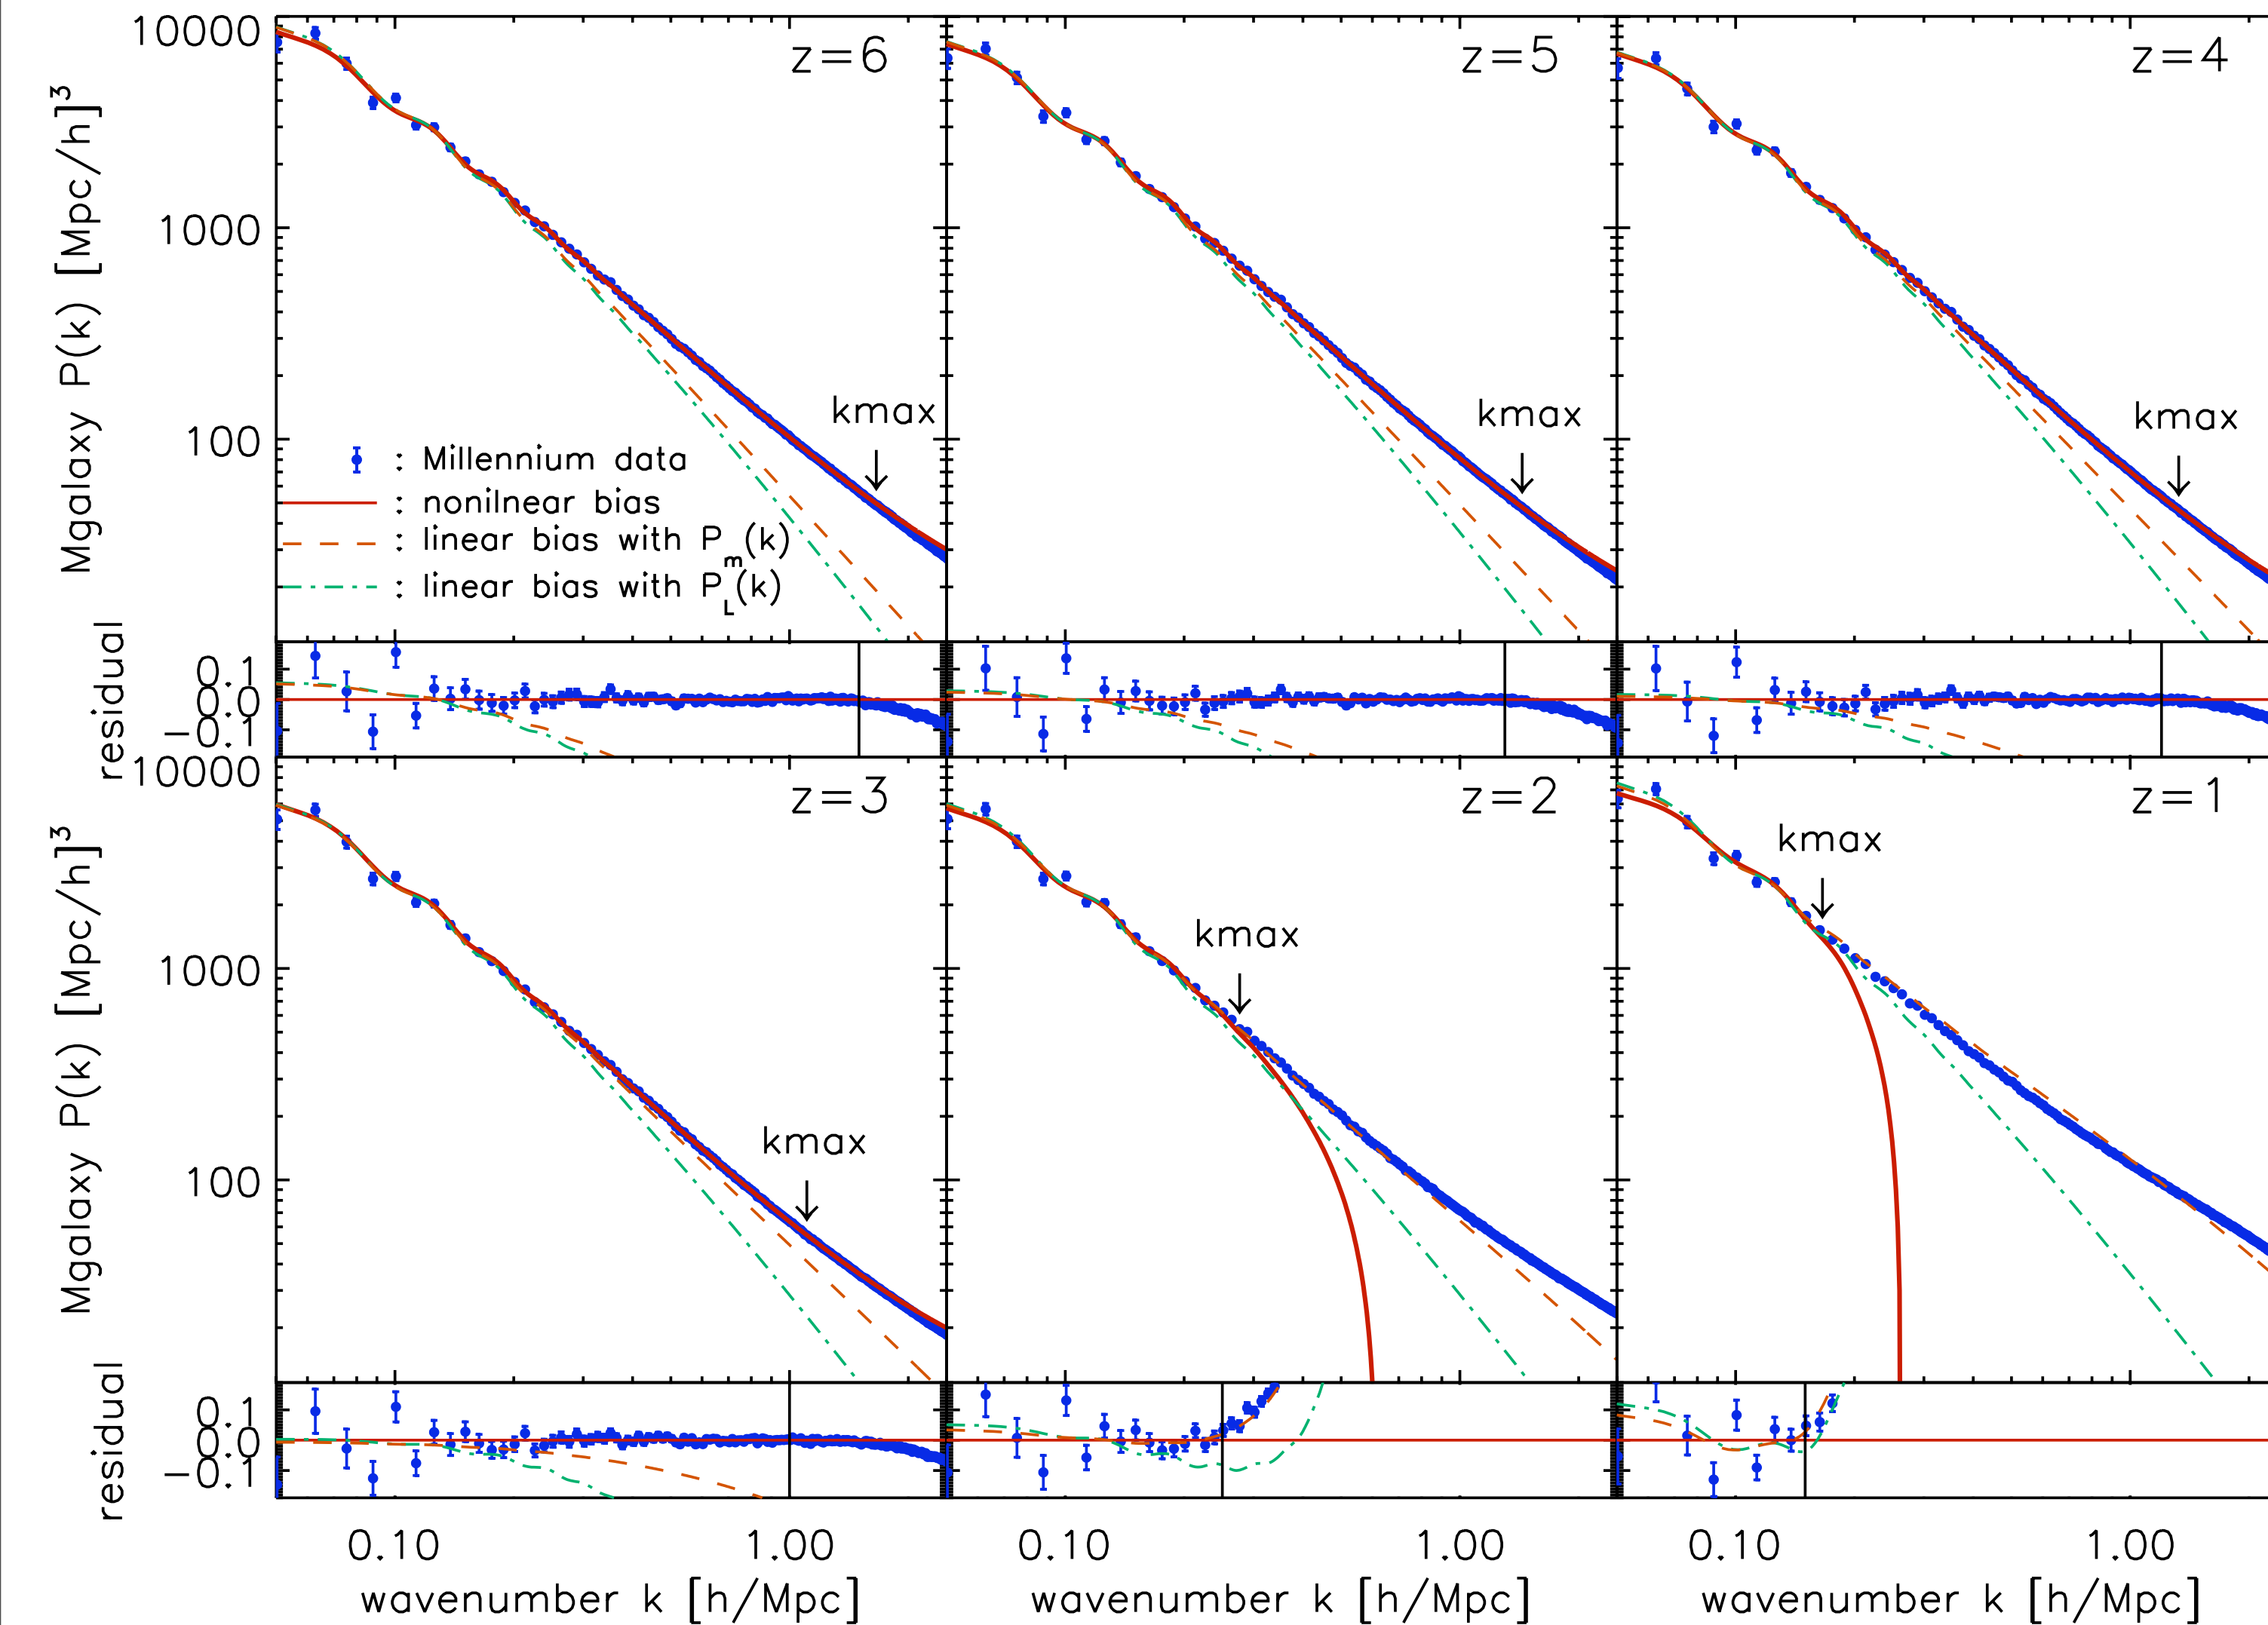 Mgalaxy P(k) [Mpc/h]³
10000
1000
100
z=6
kmax
: Millennium data
: nonilnear bias
: linear bias with Pm(k)
: linear bias with PL(k)
z=5
kmax
z=4
kmax
residual
0.1
0.0
−0.1
Mgalaxy P(k) [Mpc/h]³
10000
1000
100
z=3
kmax
z=2
kmax
z=1
kmax
residual
0.1
0.0
−0.1
0.10 1.00 0.10 1.00 0.10 1.00
wavenumber k [h/Mpc] wavenumber k [h/Mpc] wavenumber k [h/Mpc]